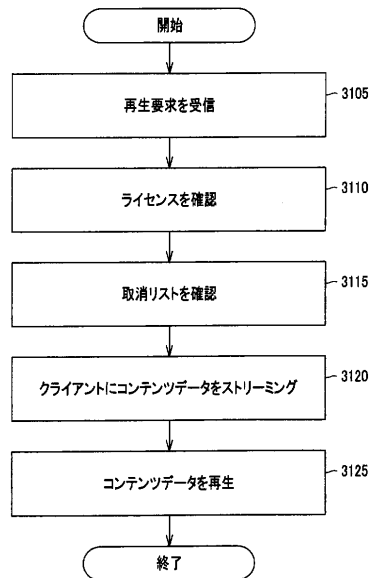 開始
再生要求を受信
3105
ライセンスを確認
3110
取消リストを確認
3115
クライアントにコンテンツデータをストリーミング
3120
コンテンツデータを再生
3125
終了